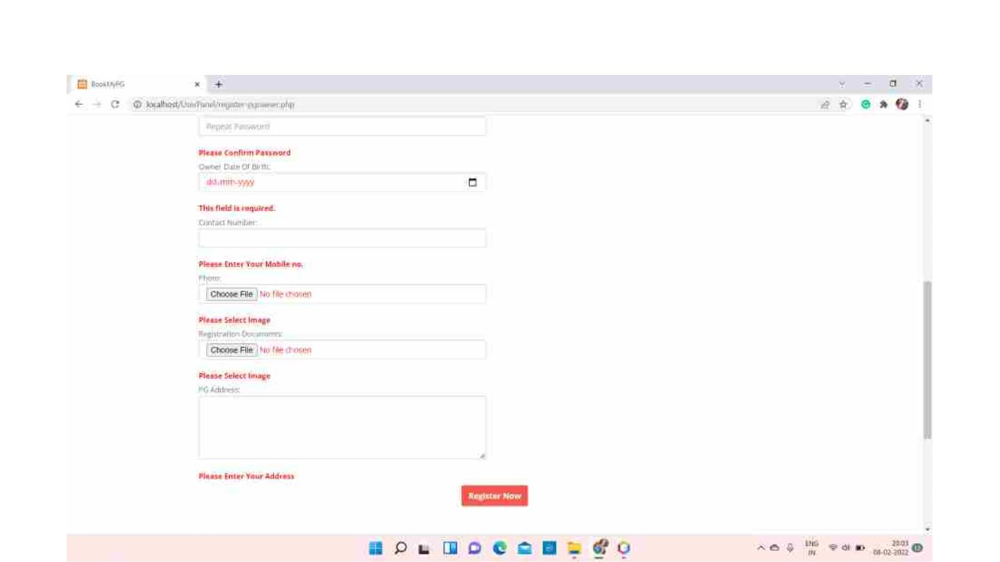 BookMyPG
localhost/UserPanel/register-pgowner.php
Repeat Password
Please Confirm Password
Owner Date Of Birth:
dd-mm-yyyy
This field is required.
Contact Number:
Please Enter Your Mobile no.
Photo:
Choose File No file chosen
Please Select Image
Registration Documents:
Choose File No file chosen
Please Select Image
PG Address:
Please Enter Your Address
Register Now
ENG
IN
20:03
08-02-2022